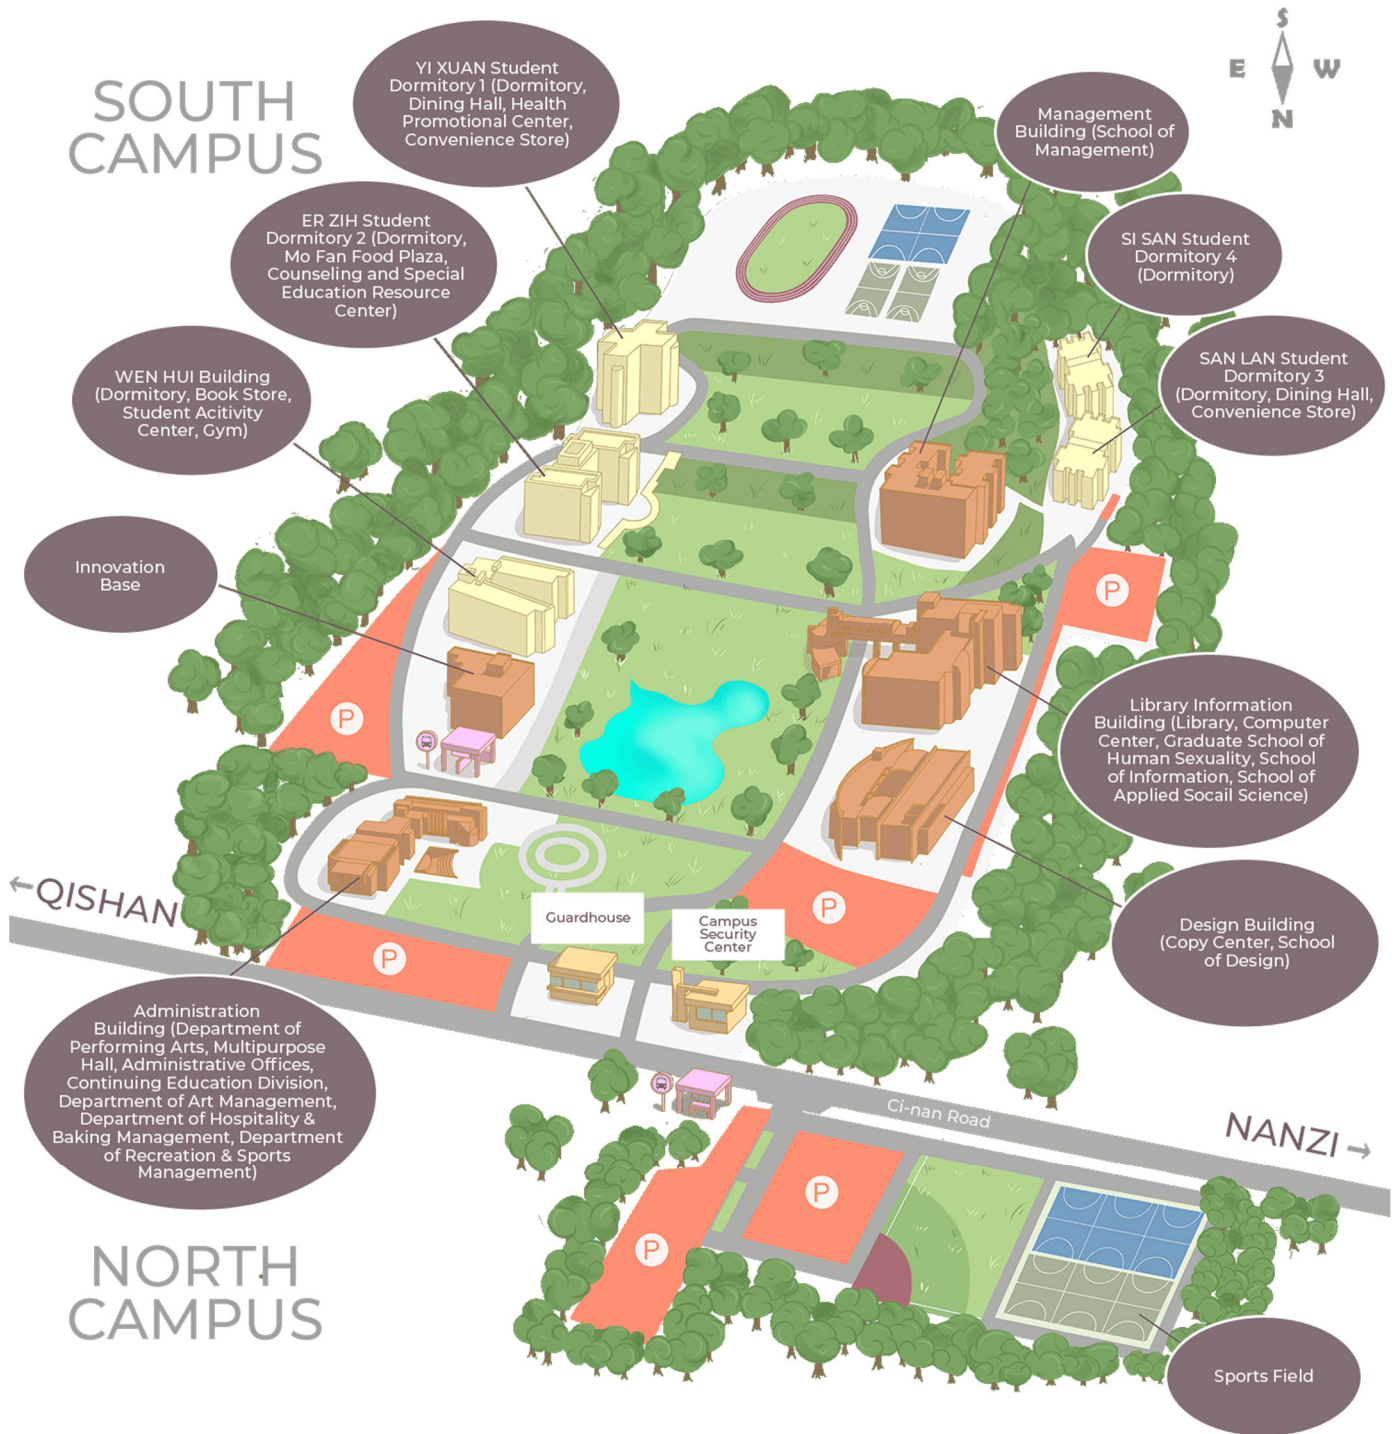 SOUTH
CAMPUS
S
E W
N
YI XUAN Student
Dormitory 1 (Dormitory,
Dining Hall, Health
Promotional Center,
Convenience Store)
Management
Building (School of
Management)
ER ZIH Student
Dormitory 2 (Dormitory,
Mo Fan Food Plaza,
Counseling and Special
Education Resource
Center)
SI SAN Student
Dormitory 4
(Dormitory)
WEN HUI Building
(Dormitory, Book Store,
Student Acitivity
Center, Gym)
SAN LAN Student
Dormitory 3
(Dormitory, Dining Hall,
Convenience Store)
Innovation
Base
P
P
Library Information
Building (Library, Computer
Center, Graduate School of
Human Sexuality, School
of Information, School of
Applied Socail Science)
←QISHAN
Guardhouse
Campus
Security
Center
P
P
Design Building
(Copy Center, School
of Design)
Administration
Building (Department of
Performing Arts, Multipurpose
Hall, Administrative Offices,
Continuing Education Division,
Department of Art Management,
Department of Hospitality &
Baking Management, Department
of Recreation & Sports
Management)
Ci-nan Road
NANZI→
P
P
NORTH
CAMPUS
Sports Field